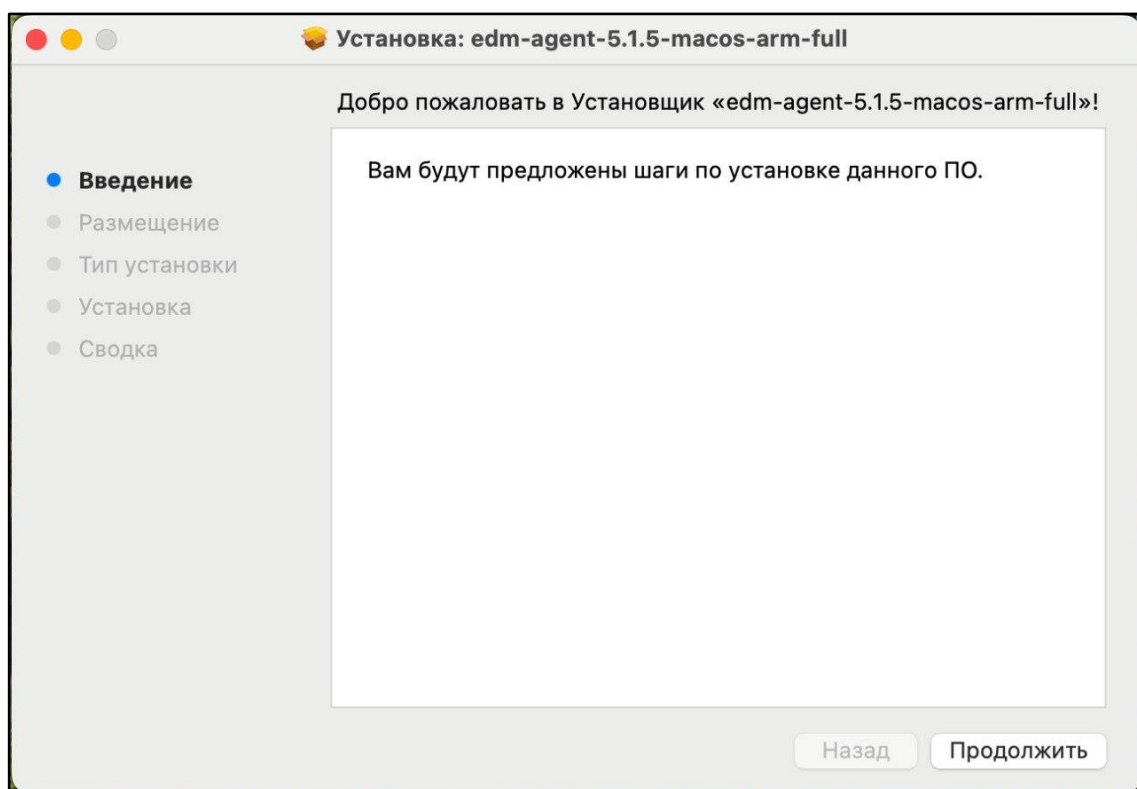 Установка: edm-agent-5.1.5-macos-arm-full
Добро пожаловать в Установщик «edm-agent-5.1.5-macos-arm-full»!
Введение
Размещение
Тип установки
Установка
Сводка
Вам будут предложены шаги по установке данного ПО.
Назад
Продолжить